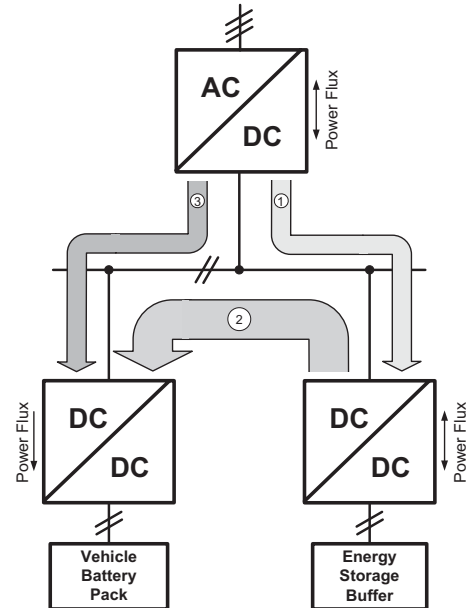 AC
DC
Power Flux
③
①
②
Power Flux
DC
DC
DC
DC
Power Flux
Vehicle
Battery
Pack
Energy
Storage
Buffer